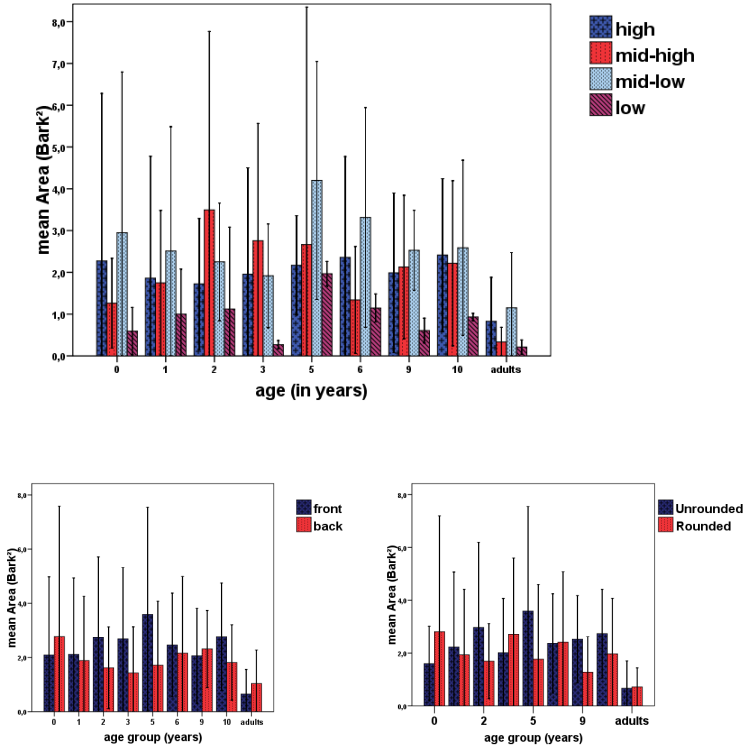 8,0
7,0
6,0
5,0
4,0
3,0
2,0
1,0
0,0
mean Area (Bark²)
0 1 2 3 5 6 9 10 adults
age (in years)
high
mid-high
mid-low
low
8,0
6,0
4,0
2,0
0,0
mean Area (Bark²)
0 1 2 3 5 6 9 10 adults
age group (years)
front
back
8,0
6,0
4,0
2,0
0,0
mean Area (Bark²)
0 2 5 9 adults
age group (years)
Unrounded
Rounded